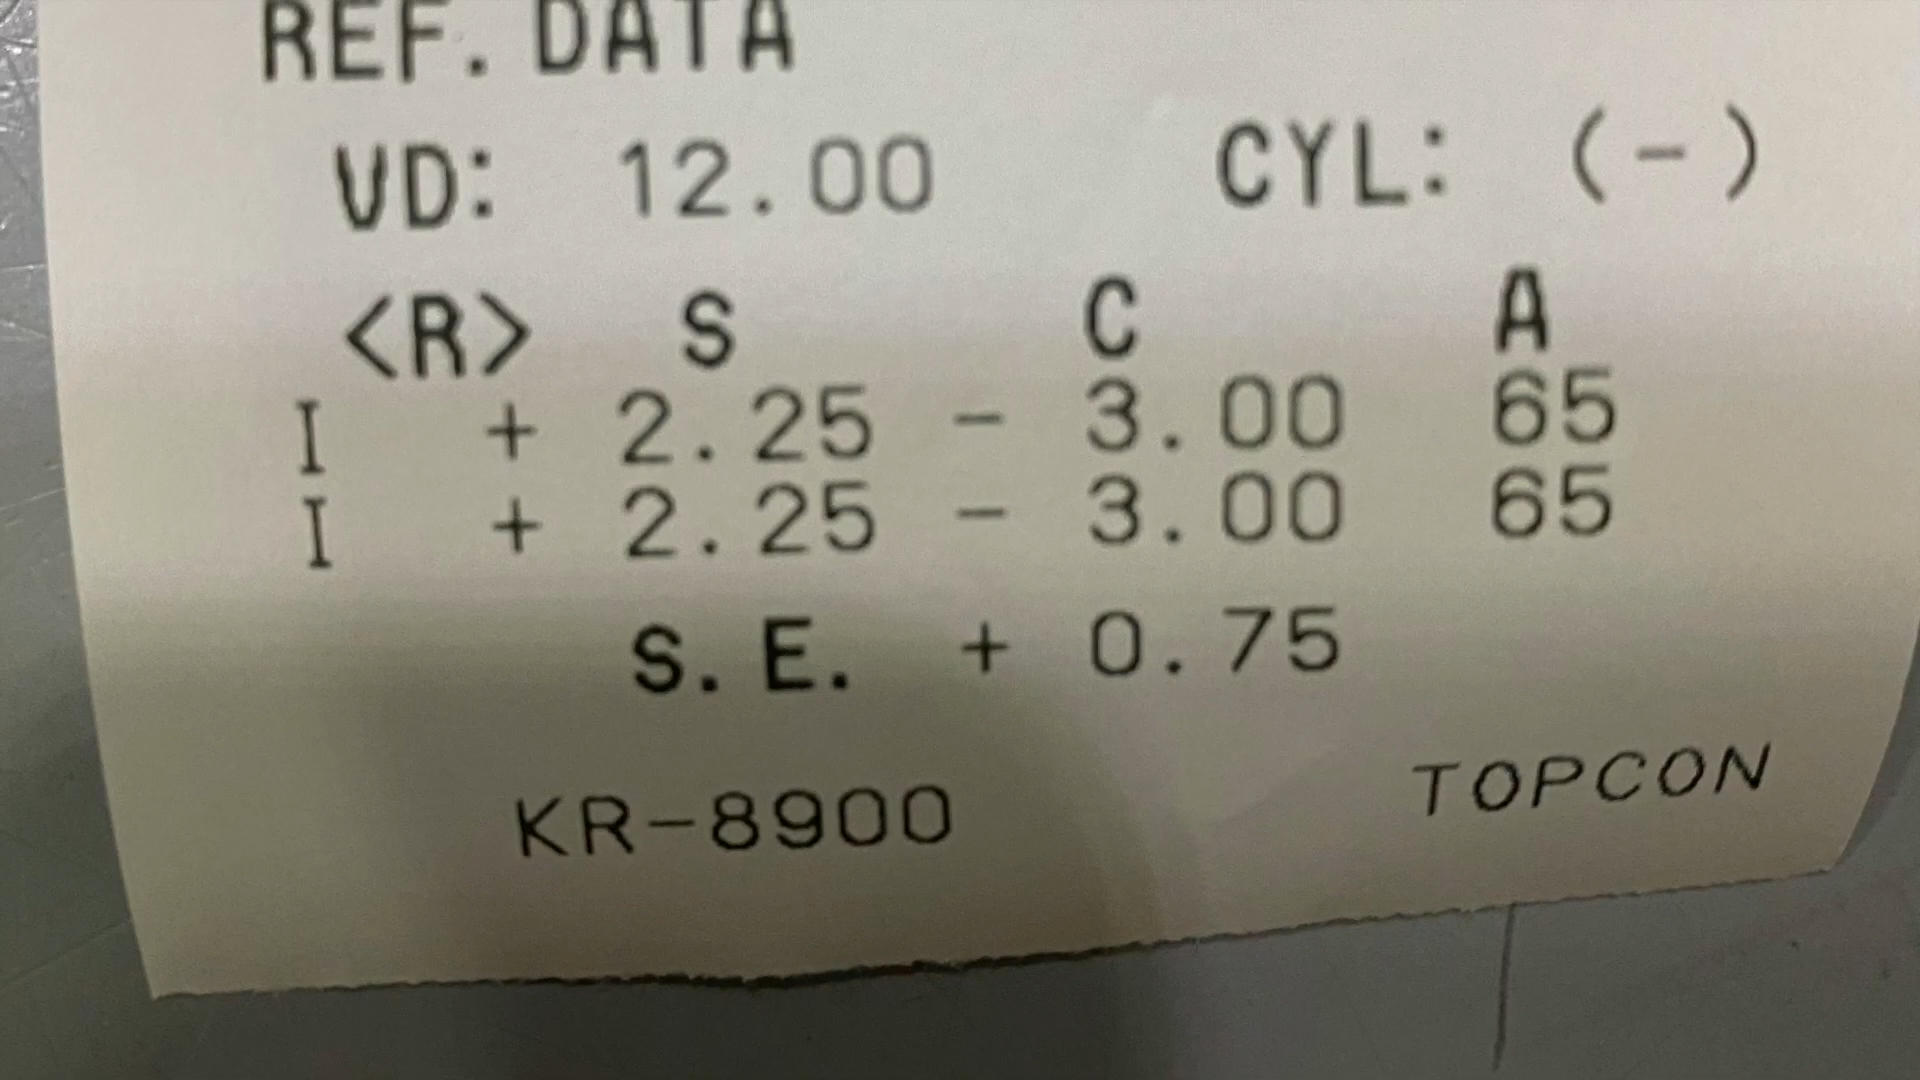 REF. DATA
VD: 12.00 CYL: (-)
<R> S C A
I + 2.25 - 3.00 65
I + 2.25 - 3.00 65
S.E. + 0.75
KR-8900 TOPCON